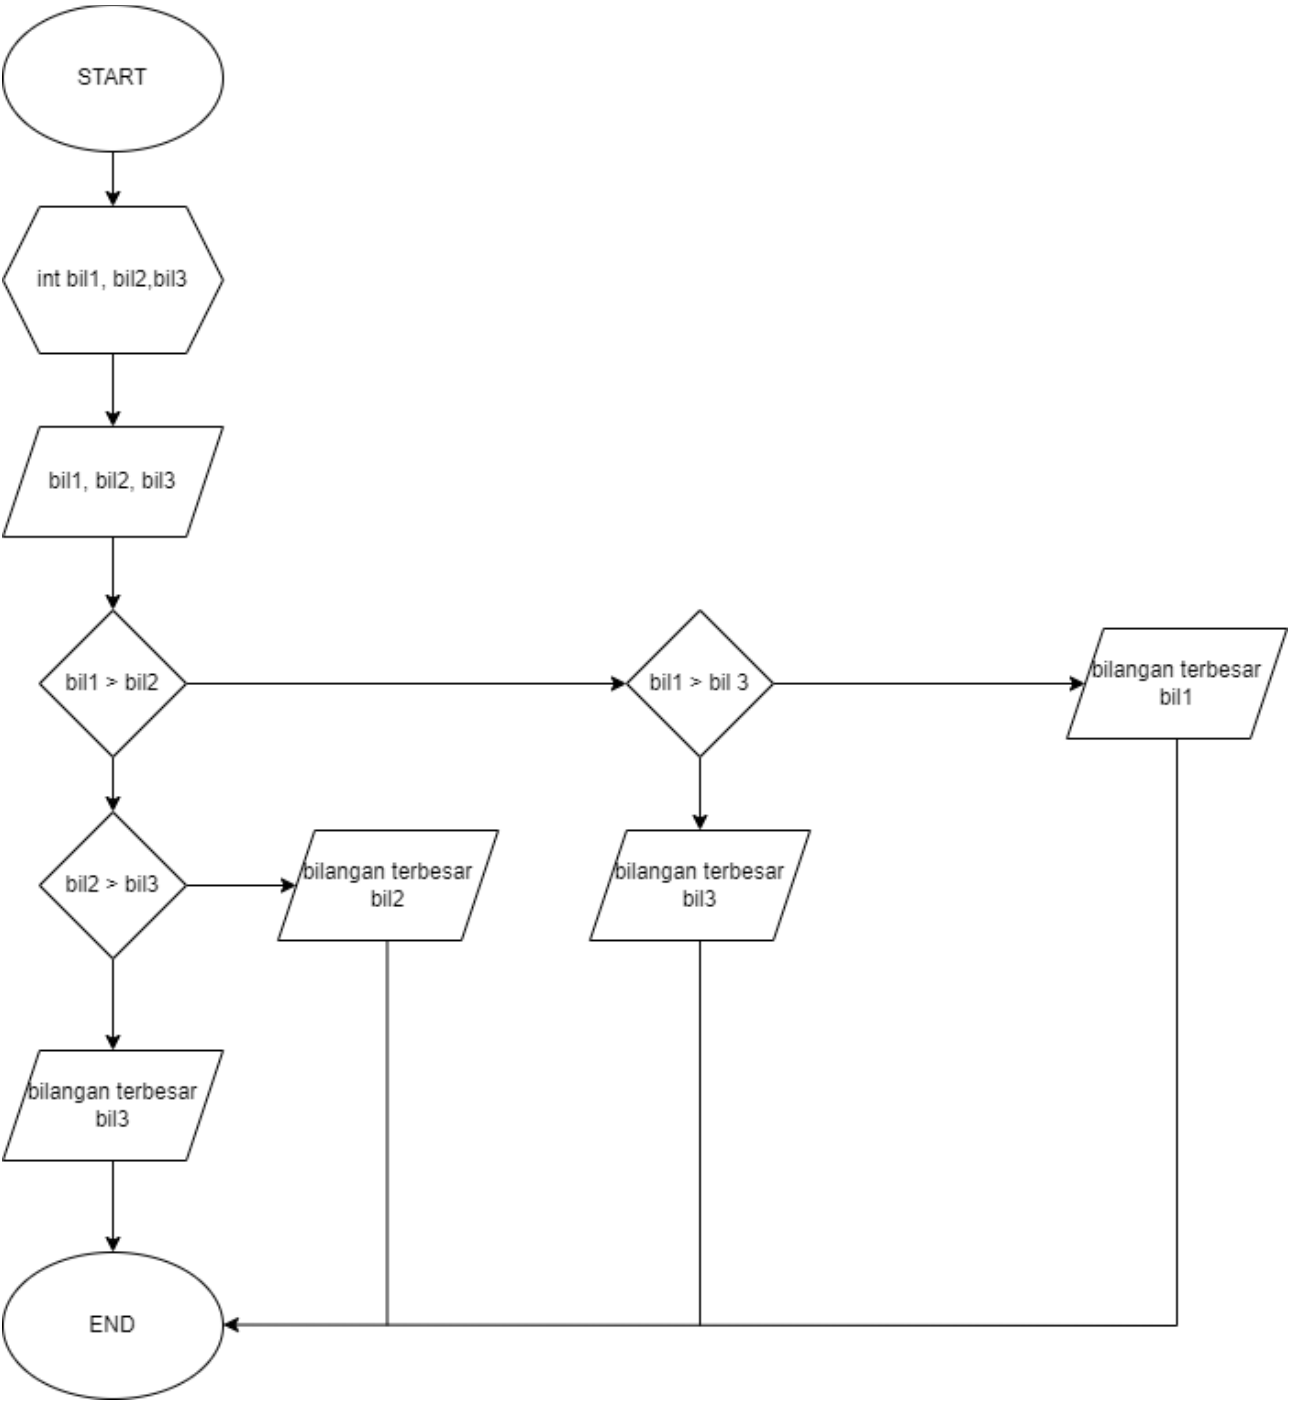 START
int bil1, bil2,bil3
bil1, bil2, bil3
bil1 > bil2
bil1 > bil 3
bilangan terbesar
bil1
bil2 > bil3
bilangan terbesar
bil2
bilangan terbesar
bil3
bilangan terbesar
bil3
END